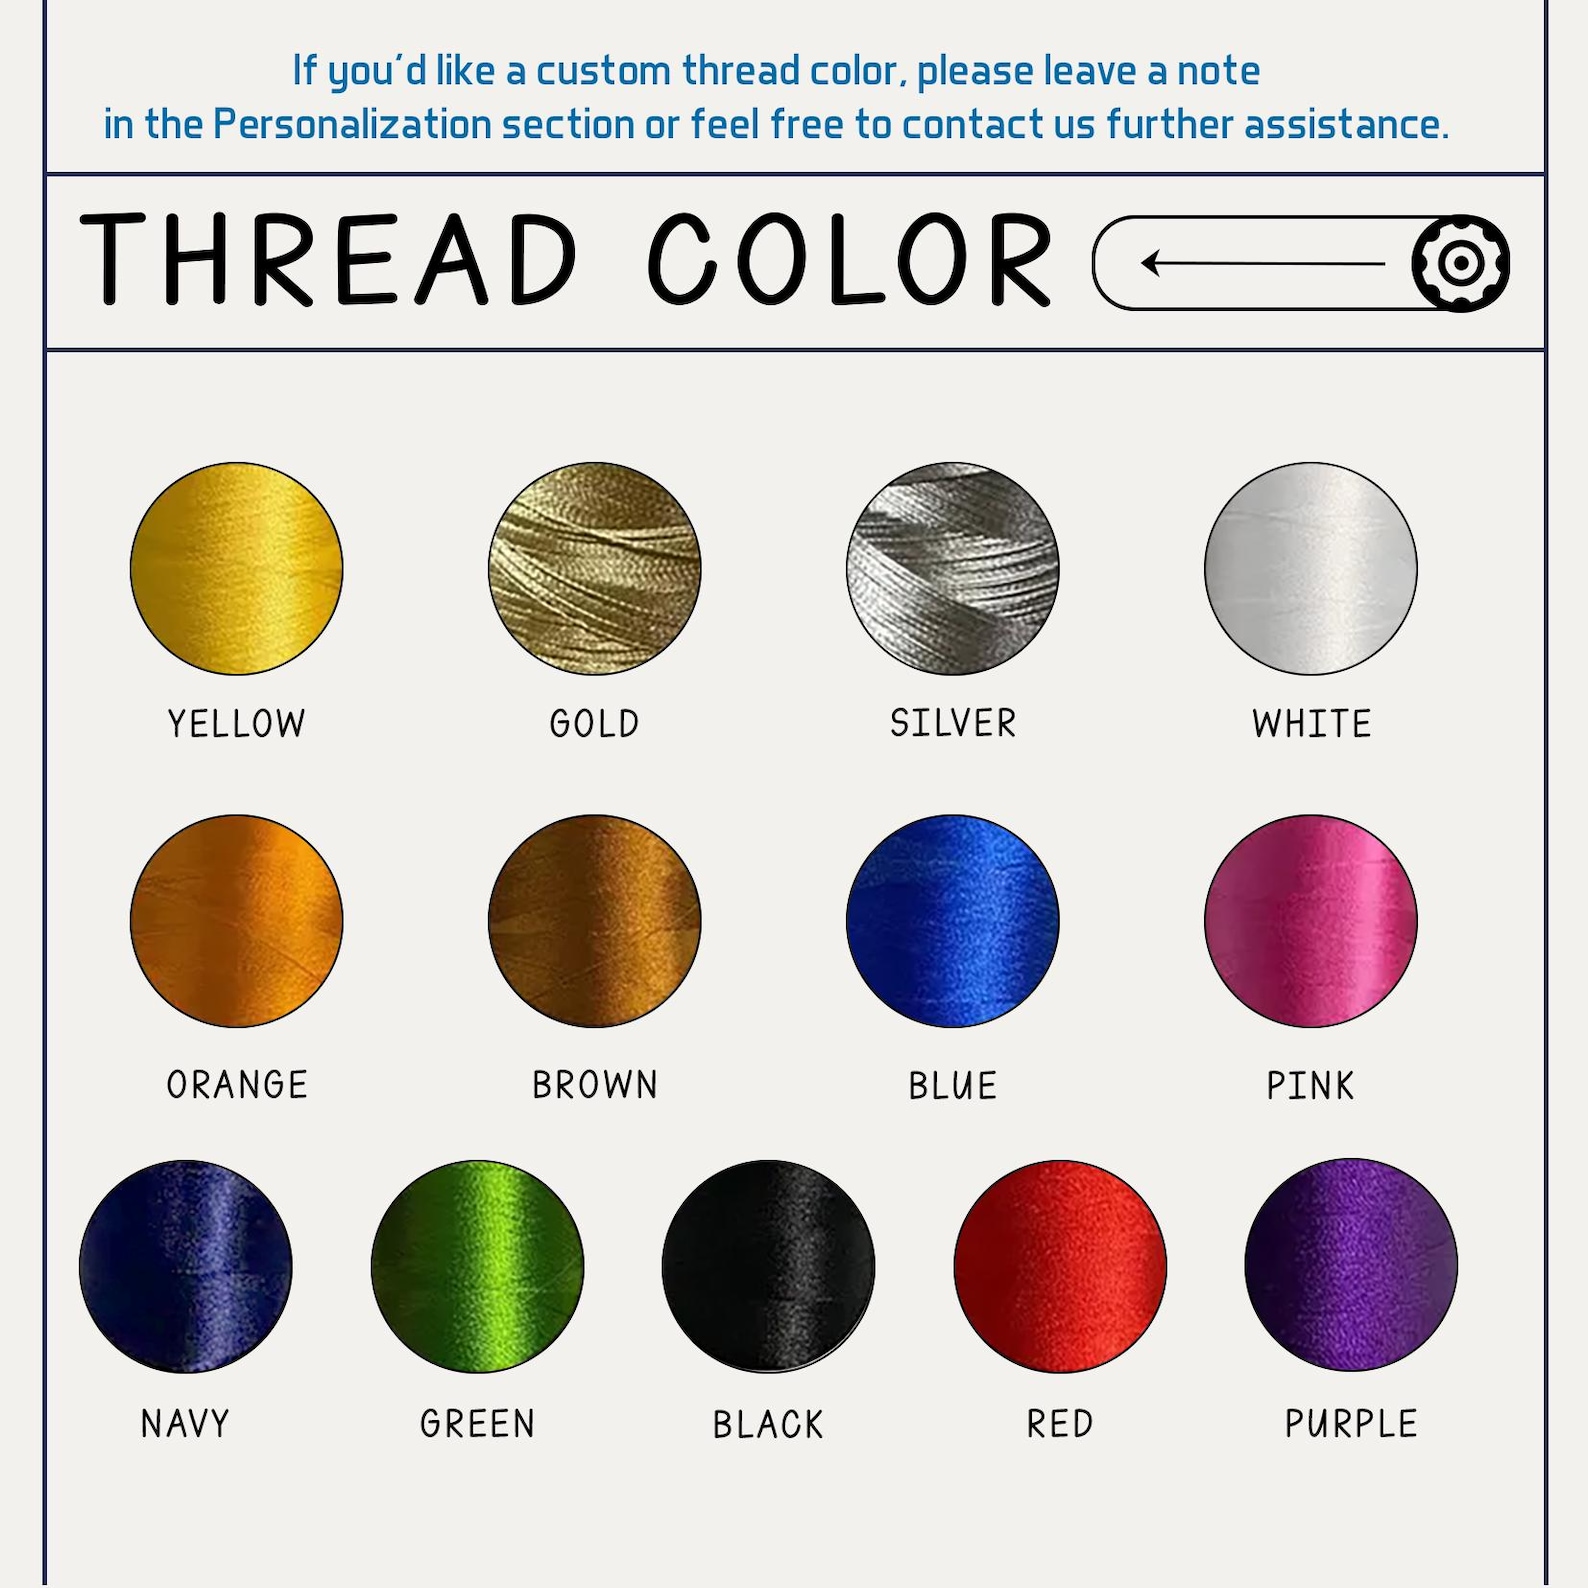 If you'd like a custom thread color, please leave a note
in the Personalization section or feel free to contact us further assistance.
THREAD COLOR
YELLOW GOLD SILVER WHITE
ORANGE BROWN BLUE PINK
NAVY GREEN BLACK RED PURPLE